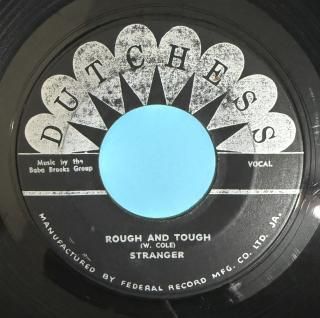 DUTCHESS
Music by the
Baba Brooks Group
VOCAL
ROUGH AND TOUGH
(W. COLE)
STRANGER
MANUFACTURED BY FEDERAL RECORD MFG. CO. LTD. JA.